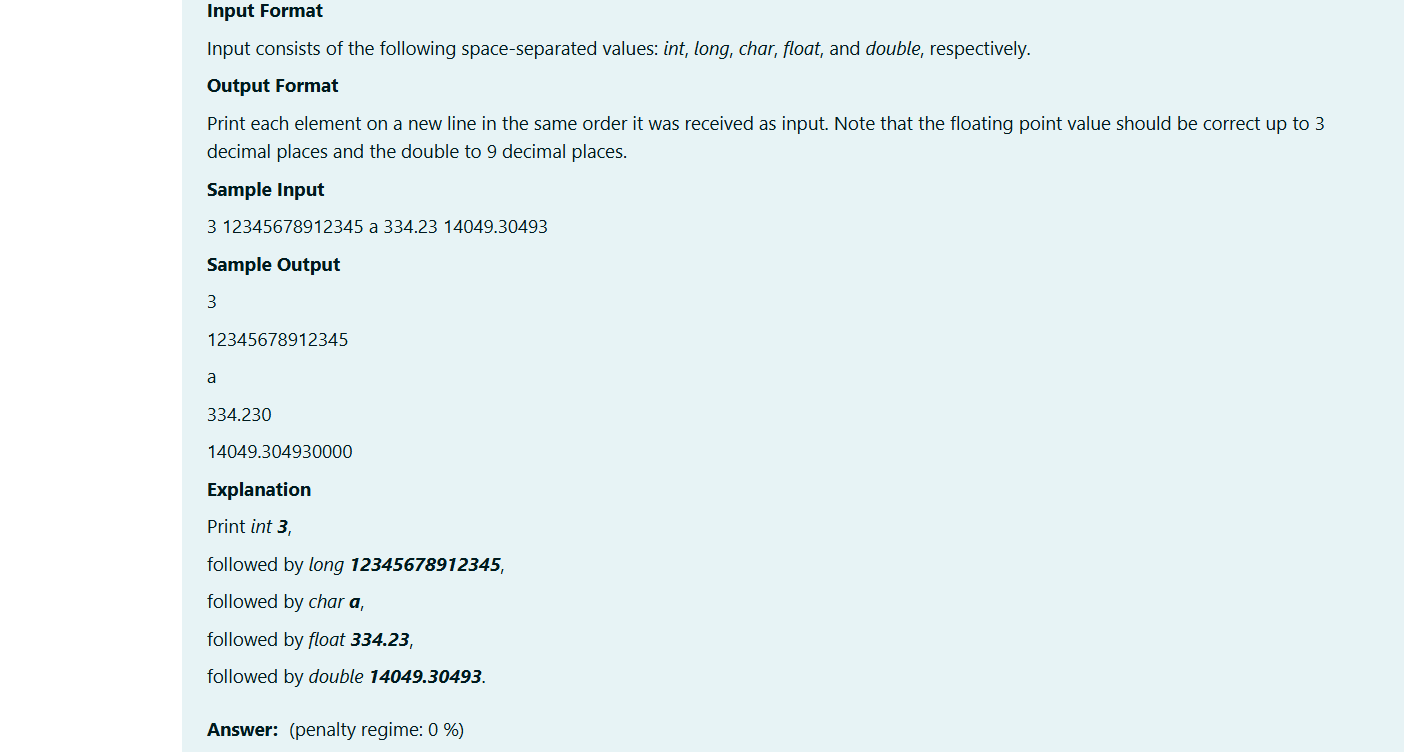 Input Format
Input consists of the following space-separated values: int, long, char, float, and double, respectively.
Output Format
Print each element on a new line in the same order it was received as input. Note that the floating point value should be correct up to 3
decimal places and the double to 9 decimal places.
Sample Input
3 12345678912345 a 334.23 14049.30493
Sample Output
3
12345678912345
a
334.230
14049.304930000
Explanation
Print int 3,
followed by long 12345678912345,
followed by char a,
followed by float 334.23,
followed by double 14049.30493.
Answer: (penalty regime: 0 %)